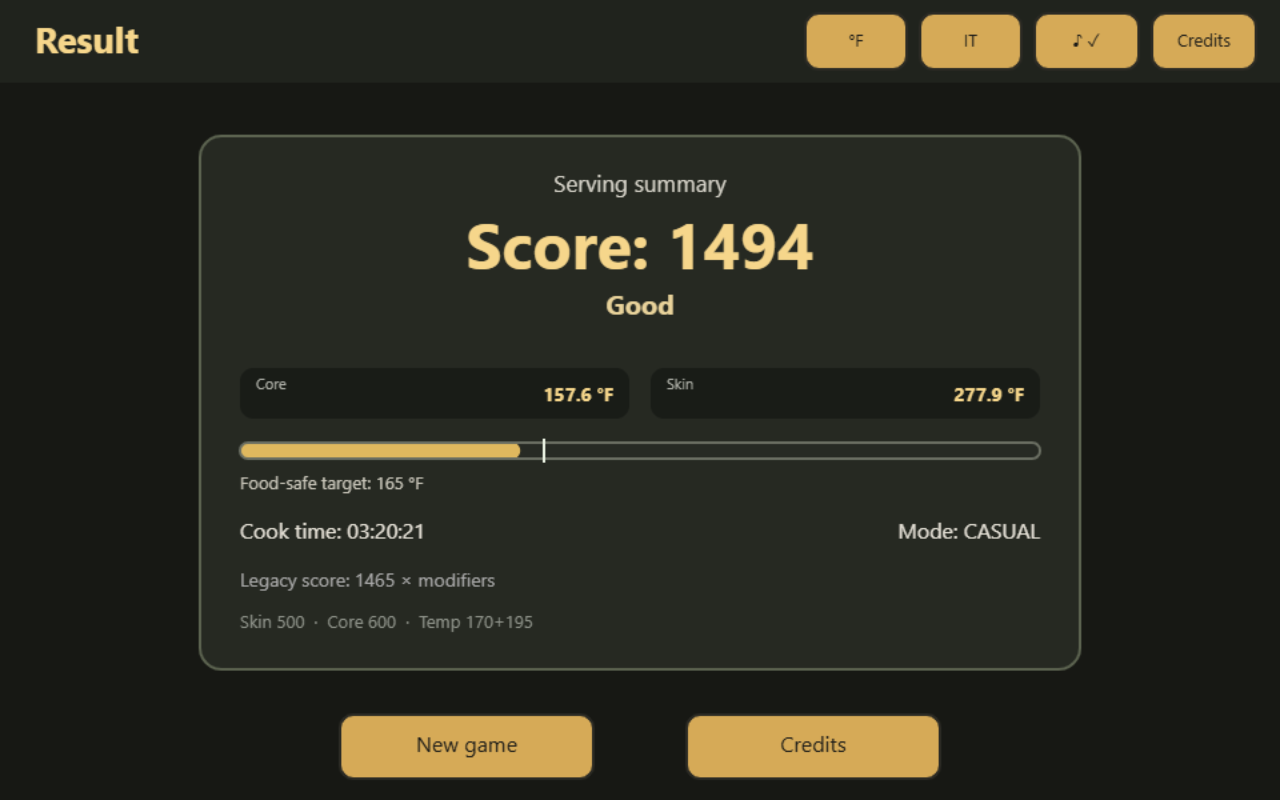 Result
°F
IT
♪ ✓
Credits
Serving summary
Score: 1494
Good
Core
157.6 °F
Skin
277.9 °F
Food-safe target: 165 °F
Cook time: 03:20:21
Mode: CASUAL
Legacy score: 1465 × modifiers
Skin 500 · Core 600 · Temp 170+195
New game
Credits